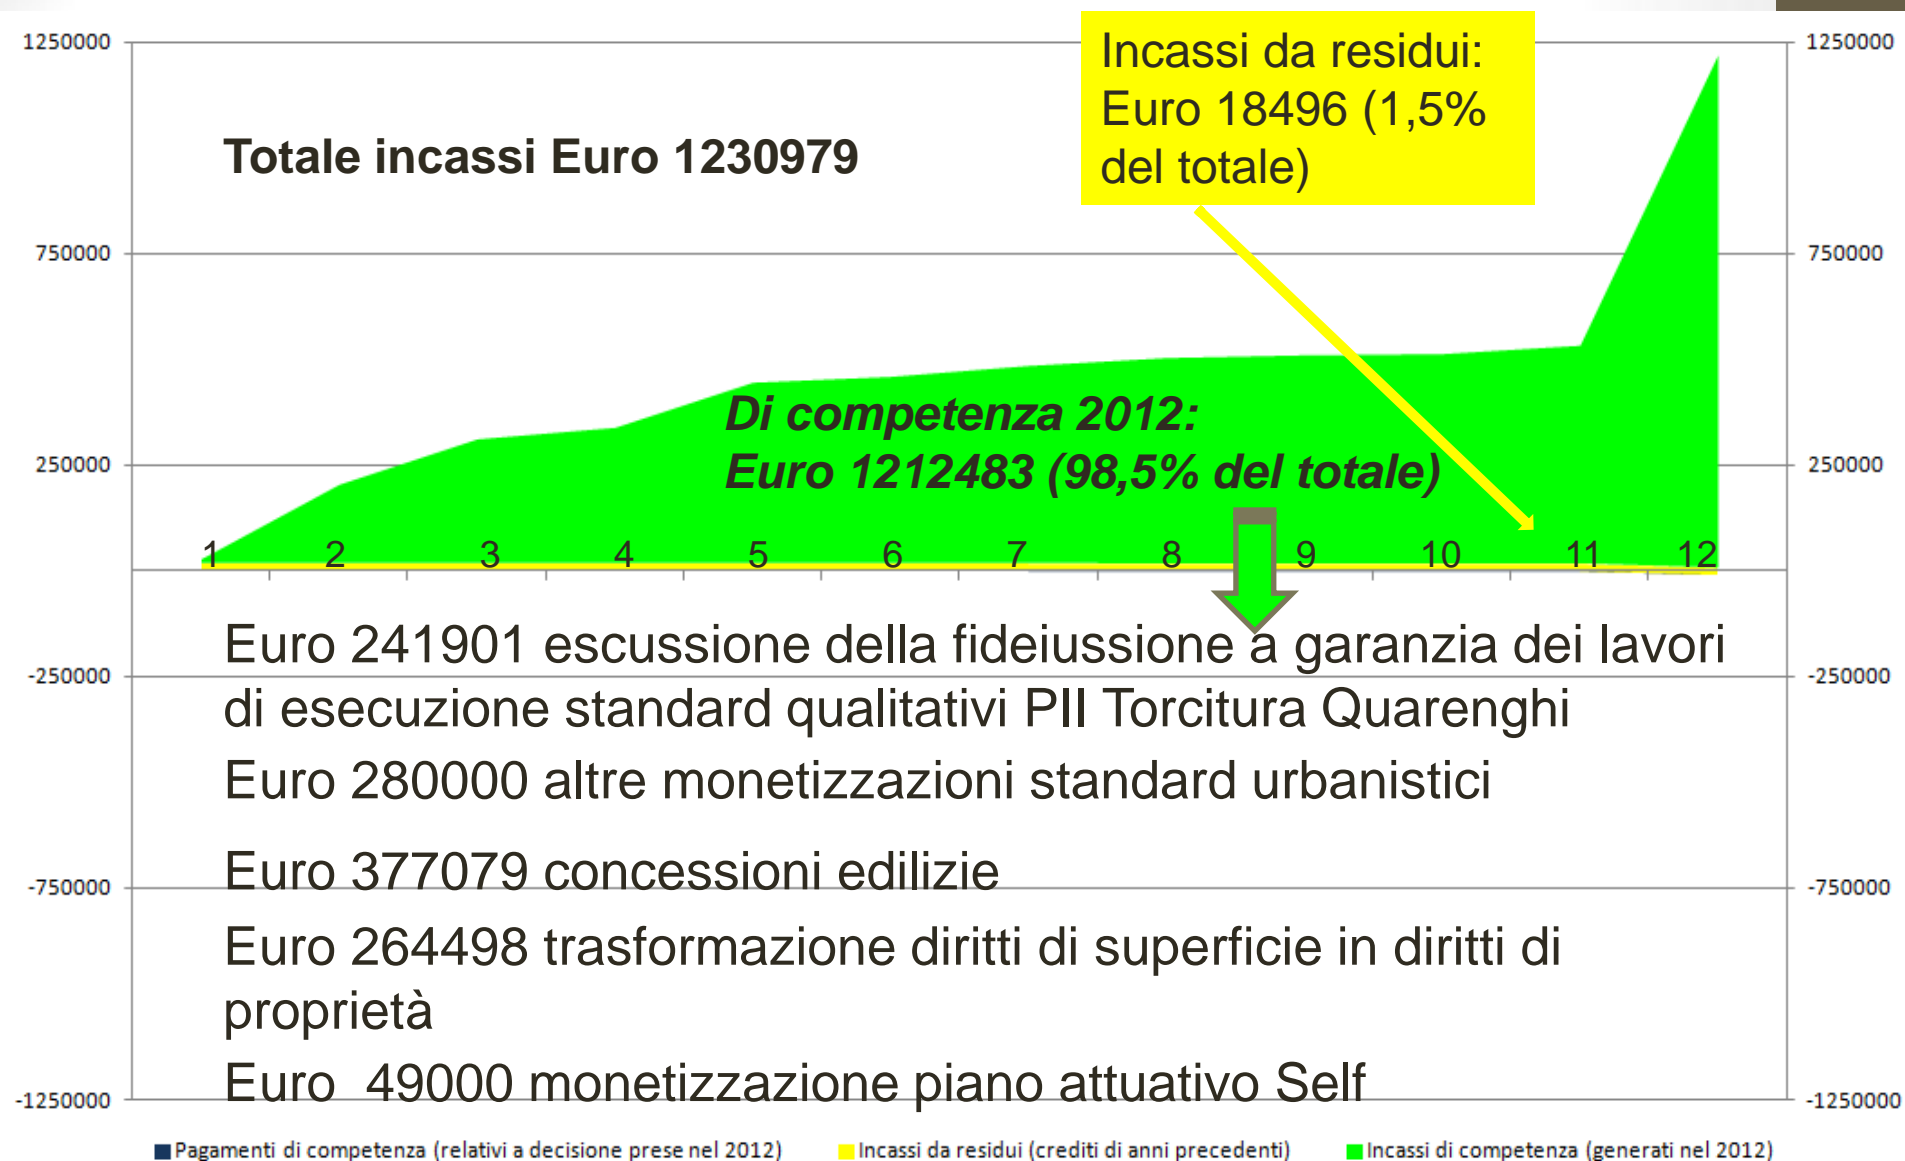 1250000
1250000
Incassi da residui:
Euro 18496 (1,5%
del totale)
Totale incassi Euro 1230979
750000
750000
Di competenza 2012:
Euro 1212483 (98,5% del totale)
250000
250000
1 2 3 4 5 6 7 8 9 10 11 12
Euro 241901 escussione della fideiussione a garanzia dei lavori
di esecuzione standard qualitativi PII Torcitura Quarenghi
-250000
-250000
Euro 280000 altre monetizzazioni standard urbanistici
Euro 377079 concessioni edilizie
-750000
-750000
Euro 264498 trasformazione diritti di superficie in diritti di
proprietà
Euro 49000 monetizzazione piano attuativo Self
-1250000
-1250000
Pagamenti di competenza (relativi a decisione prese nel 2012) Incassi da residui (crediti di anni precedenti) Incassi di competenza (generati nel 2012)